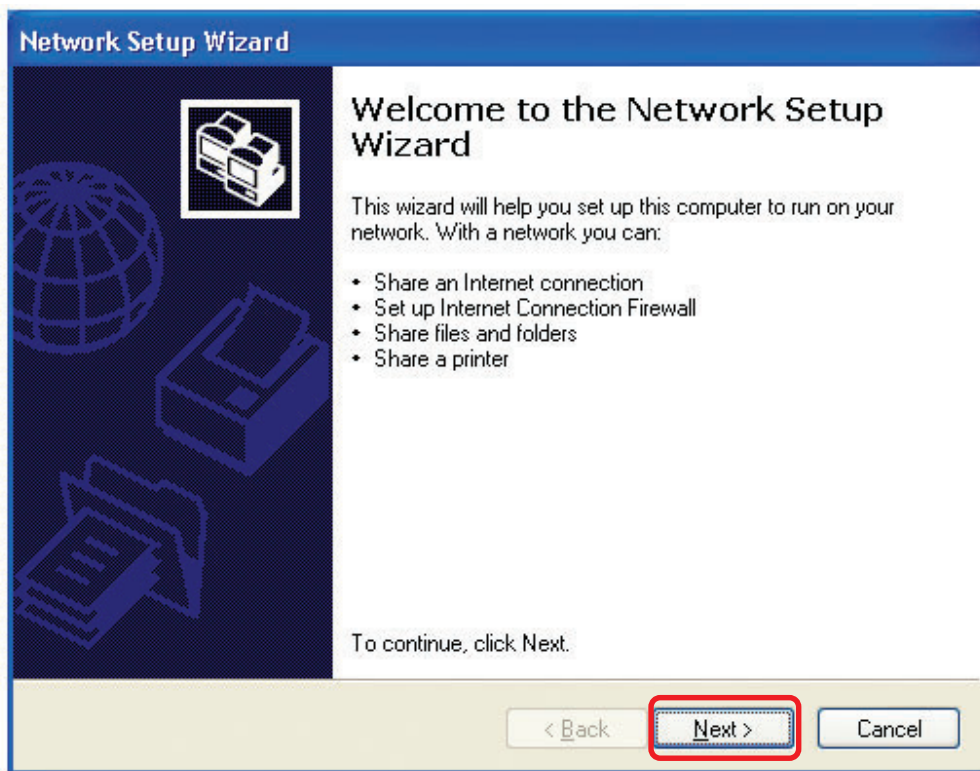 Network Setup Wizard
Welcome to the Network Setup
Wizard
This wizard will help you set up this computer to run on your
network. With a network you can:
• Share an Internet connection
• Set up Internet Connection Firewall
• Share files and folders
• Share a printer
To continue, click Next.
< Back Next > Cancel